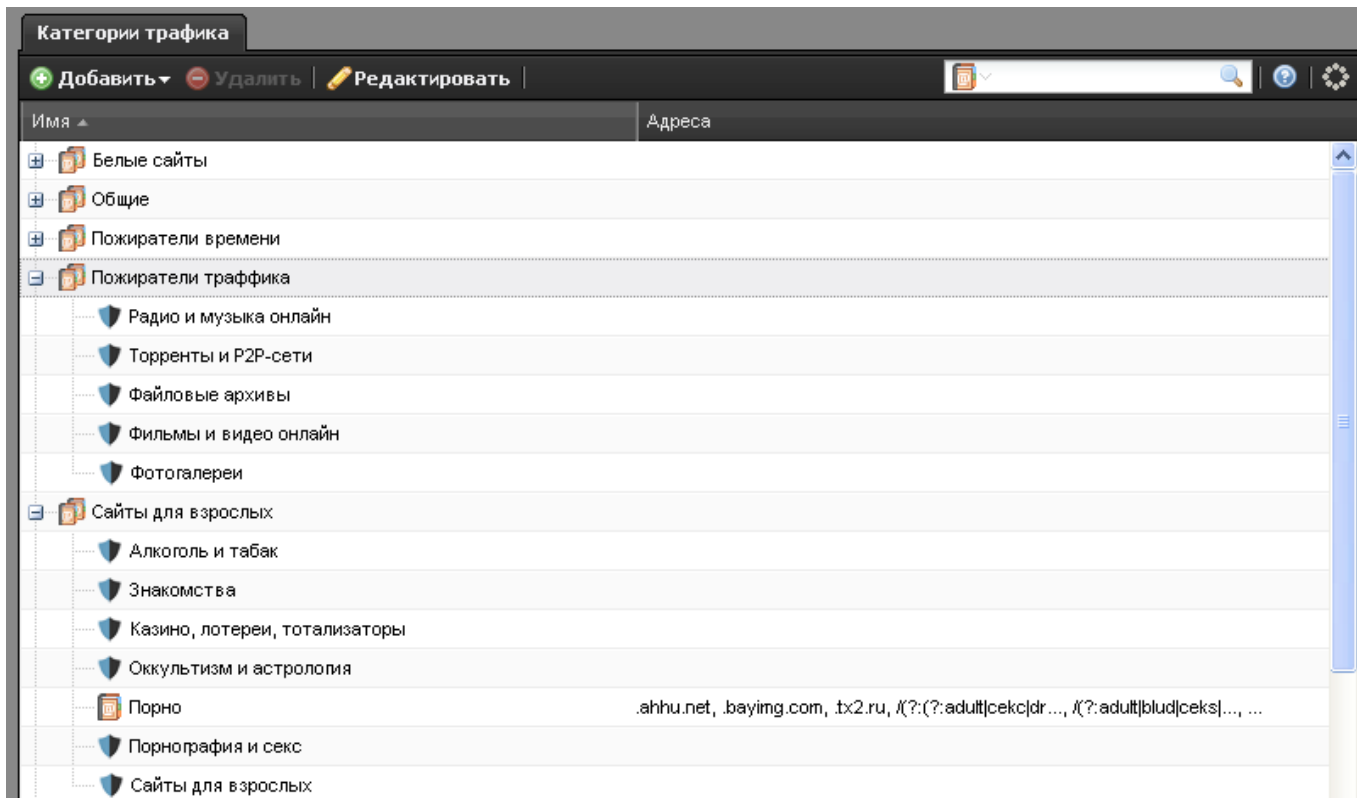 Категории трафика
Добавить Удалить Редактировать
Имя Адреса
Белые сайты
Общие
Пожиратели времени
Пожиратели траффика
Радио и музыка онлайн
Торренты и P2P-сети
Файловые архивы
Фильмы и видео онлайн
Фотогалереи
Сайты для взрослых
Алкоголь и табак
Знакомства
Казино, лотереи, тотализаторы
Оккультизм и астрология
Порно .ahhu.net, .bayimg.com, .tx2.ru, /(?:(?:adult|cekc|dr..., /(?:adult|blud|ceks|..., ...
Порнография и секс
Сайты для взрослых